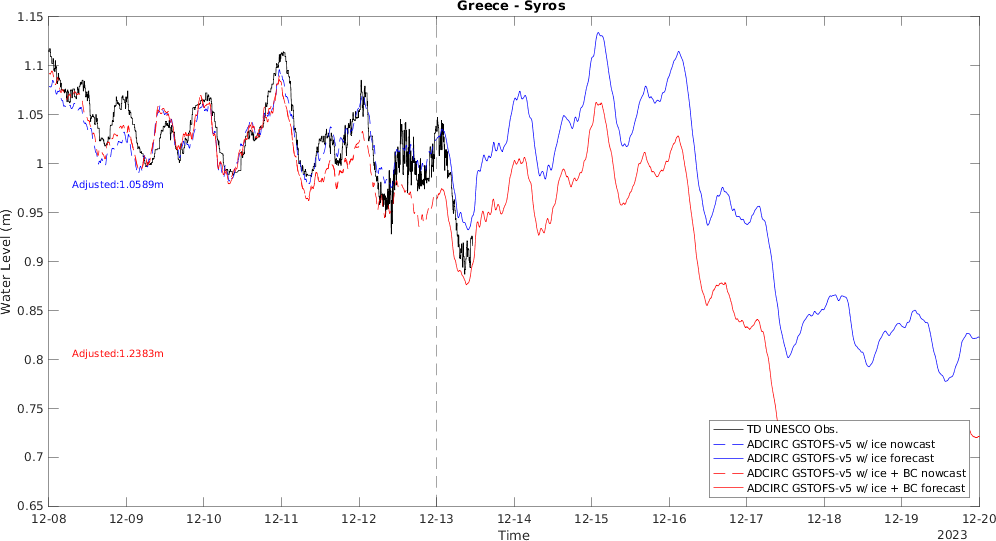 Greece - Syros
1.15
1.1
1.05
1
0.95
0.9
0.85
0.8
0.75
0.7
0.65
Water Level (m)
Adjusted:1.0589m
Adjusted:1.2383m
TD UNESCO Obs.
ADCIRC GSTOFS-v5 w/ ice nowcast
ADCIRC GSTOFS-v5 w/ ice forecast
ADCIRC GSTOFS-v5 w/ ice + BC nowcast
ADCIRC GSTOFS-v5 w/ ice + BC forecast
12-08 12-09 12-10 12-11 12-12 12-13 12-14 12-15 12-16 12-17 12-18 12-19 12-20
Time
2023